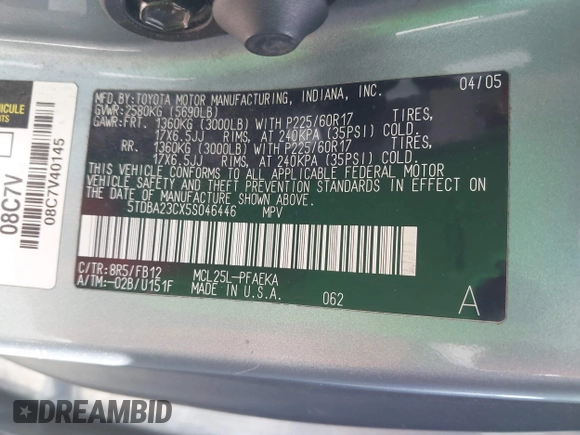 04/05
MFD.BY:TOYOTA MOTOR MANUFACTURING, INDIANA, INC.
GVWR:2580KG (5690LB)
GAWR:FRT. 1360KG (3000LB) WITH P225/60R17 TIRES
17X6.5JJ RIMS, AT 240KPA (35PSI) COLD.
RR. 1360KG (3000LB) WITH P225/60R17 TIRES
17X6.5JJ RIMS, AT 240KPA (35PSI) COLD.
THIS VEHICLE CONFORMS TO ALL APPLICABLE FEDERAL MOTOR
VEHICLE SAFETY AND THEFT PREVENTION STANDARDS IN EFFECT ON
THE DATE OF MANUFACTURE SHOWN ABOVE.
5TDBA23CX5S046446 MPV
C/TR:8R5/FB12 MCL25L-PFAEKA
A/TM:-02B/U151F MADE IN U.S.A. 062 A
08C7V
08C7V40145
DREAMBID